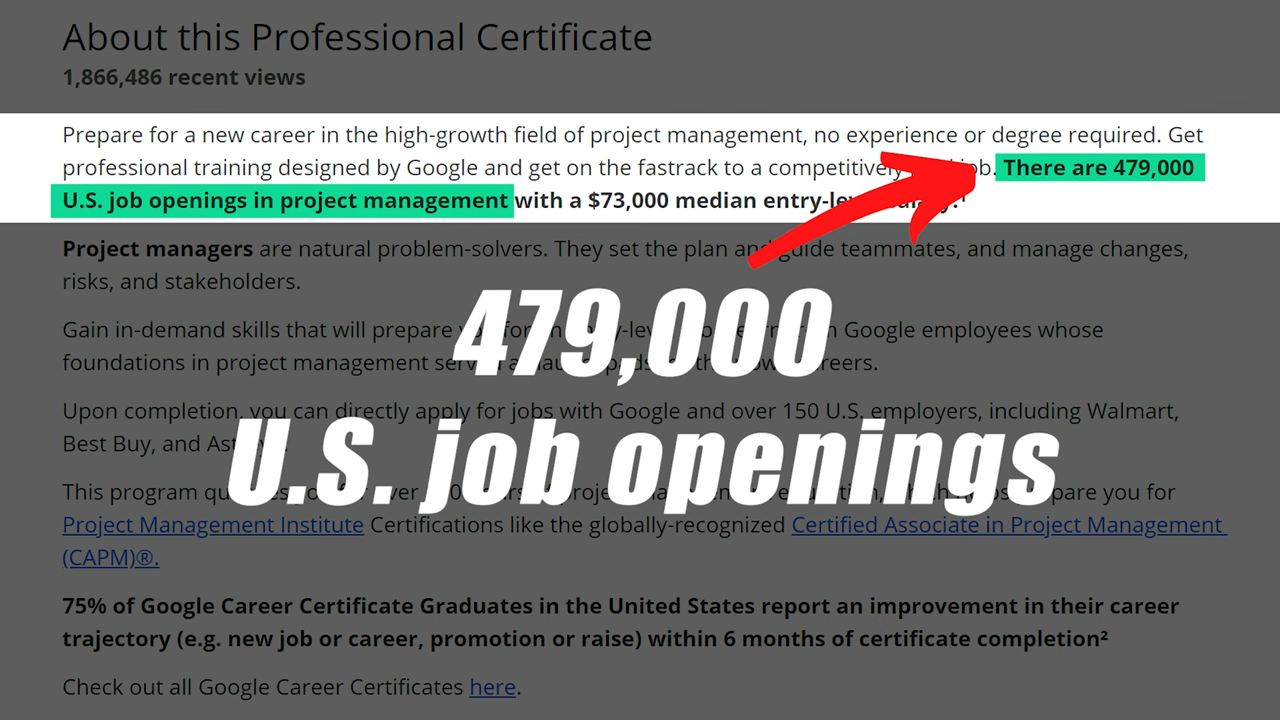 About this Professional Certificate
1,866,486 recent views
Prepare for a new career in the high-growth field of project management, no experience or degree required. Get
professional training designed by Google and get on the fastrack to a competitively job. There are 479,000
U.S. job openings in project management with a $73,000 median entry-level salary.¹
Project managers are natural problem-solvers. They set the plan and guide teammates, and manage changes,
risks, and stakeholders.
479,000
Gain in-demand skills that will prepare Google employees whose
foundations in project management
Upon completion, you can directly apply for jobs with Google and over 150 U.S. employers, including Walmart,
Best Buy, and
U.S. job openings
This program prepare you for
Project Management Institute Certifications like the globally-recognized Certified Associate in Project Management
(CAPM)®.
75% of Google Career Certificate Graduates in the United States report an improvement in their career
trajectory (e.g. new job or career, promotion or raise) within 6 months of certificate completion²
Check out all Google Career Certificates here.